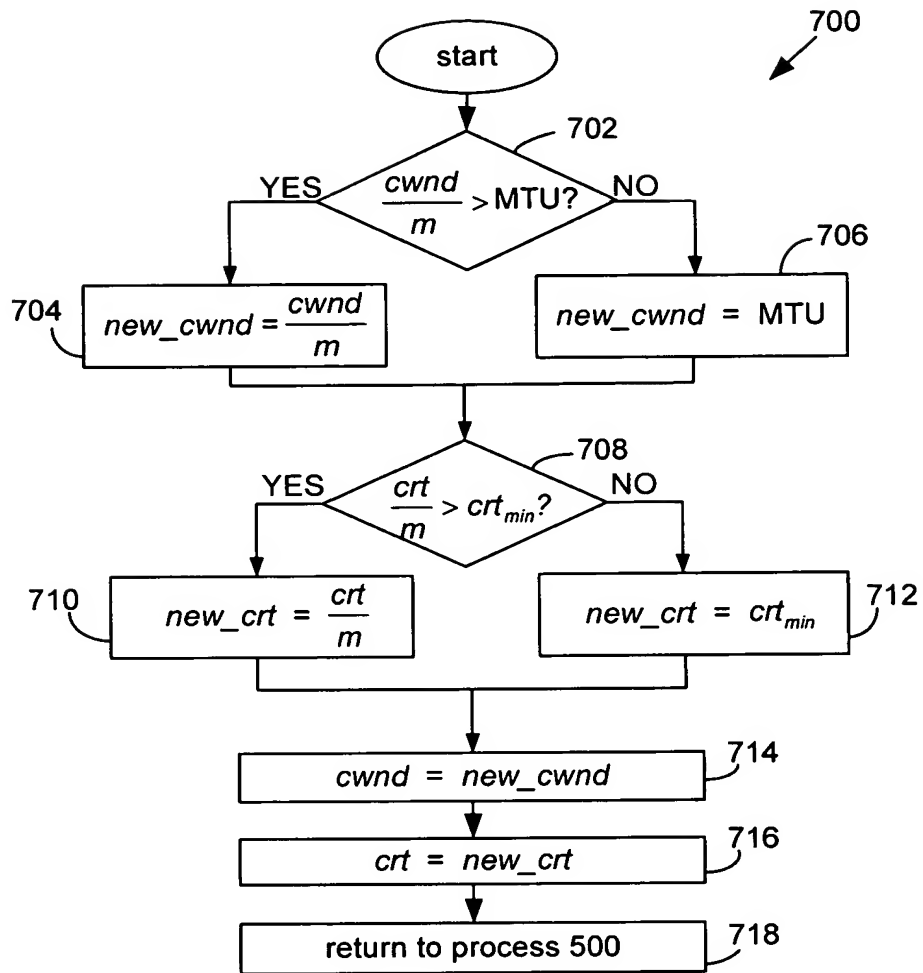 700
start
702
YES
cwnd/m > MTU?
NO
706
704
new_cwnd = cwnd/m
new_cwnd = MTU
708
YES
crt/m > crt_min?
NO
710
new_crt = crt/m
new_crt = crt_min
712
cwnd = new_cwnd
714
crt = new_crt
716
return to process 500
718